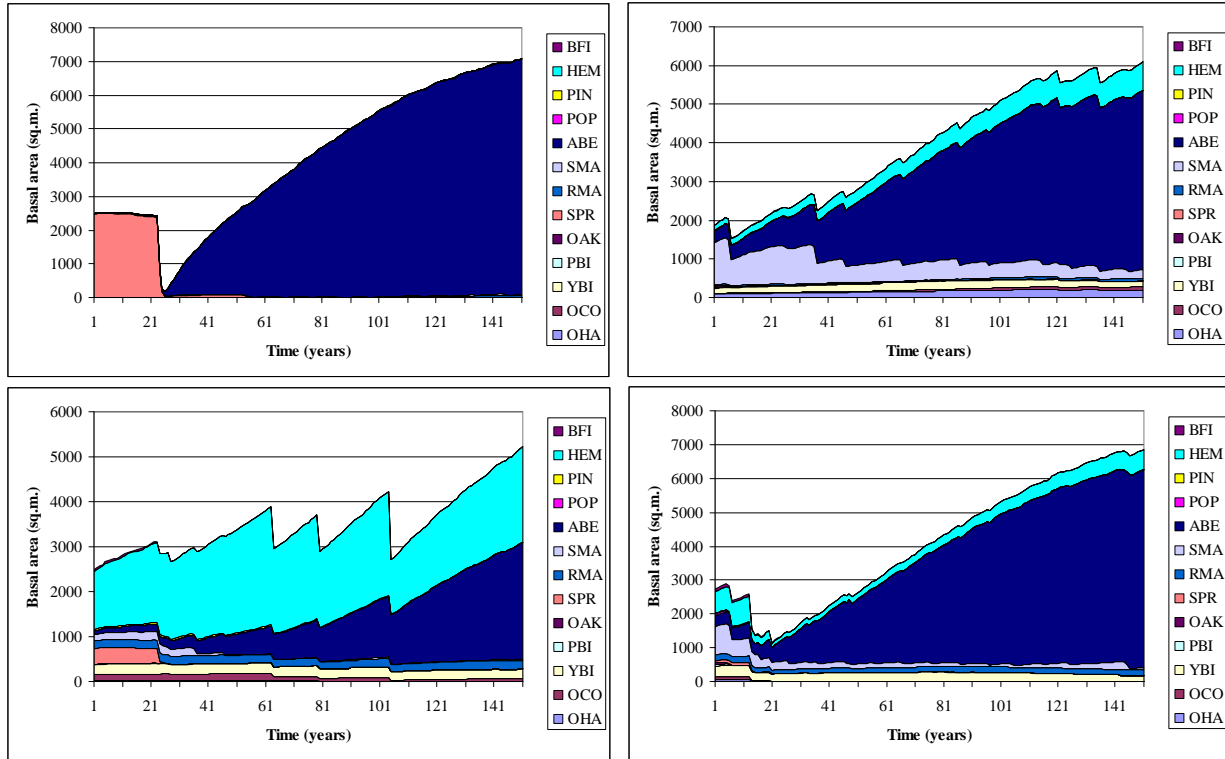 Basal area (sq.m.)
8000
7000
6000
5000
4000
3000
2000
1000
0
1 21 41 61 81 101 121 141
Time (years)
BFI
HEM
PIN
POP
ABE
SMA
RMA
SPR
OAK
PBI
YBI
OCO
OHA
Basal area (sq.m.)
7000
6000
5000
4000
3000
2000
1000
0
1 21 41 61 81 101 121 141
Time (years)
BFI
HEM
PIN
POP
ABE
SMA
RMA
SPR
OAK
PBI
YBI
OCO
OHA
Basal area (sq.m.)
6000
5000
4000
3000
2000
1000
0
1 21 41 61 81 101 121 141
Time (years)
BFI
HEM
PIN
POP
ABE
SMA
RMA
SPR
OAK
PBI
YBI
OCO
OHA
Basal area (sq.m.)
8000
7000
6000
5000
4000
3000
2000
1000
0
1 21 41 61 81 101 121 141
Time (years)
BFI
HEM
PIN
POP
ABE
SMA
RMA
SPR
OAK
PBI
YBI
OCO
OHA